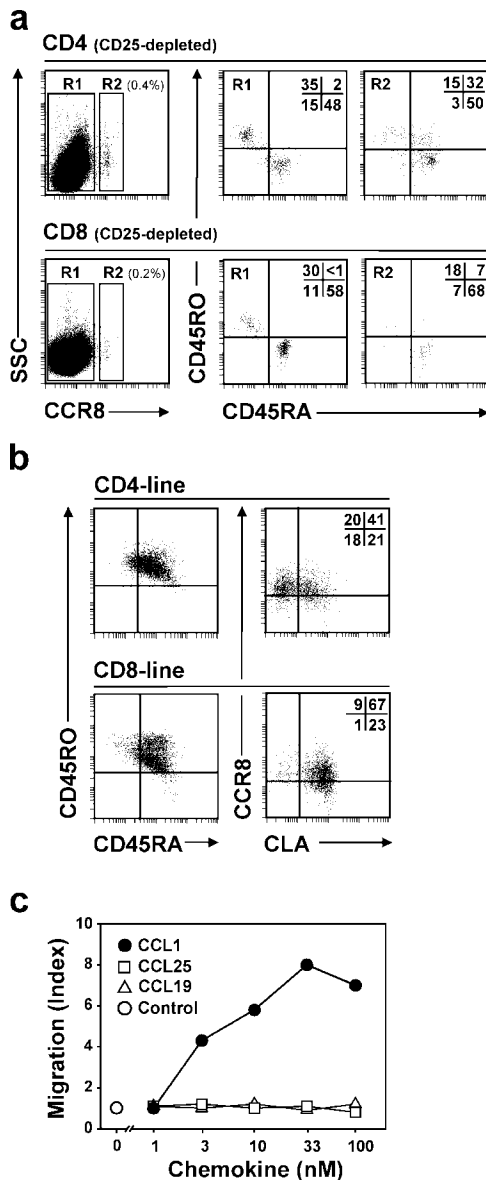 a
CD4 (CD25-depleted)
R1
R2 (0.4%)
R1
35 2
15 48
R2
15 32
3 50
CD8 (CD25-depleted)
R1
R2 (0.2%)
R1
30 <1
11 58
R2
18 7
7 68
SSC
CD45RO
CCR8
CD45RA
b
CD4-line
20 41
18 21
CD8-line
9 67
1 23
CD45RO
CCR8
CD45RA
CLA
c
10
8
6
4
2
0
Migration (Index)
CCL1
CCL25
CCL19
Control
0 1 3 10 33 100
Chemokine (nM)